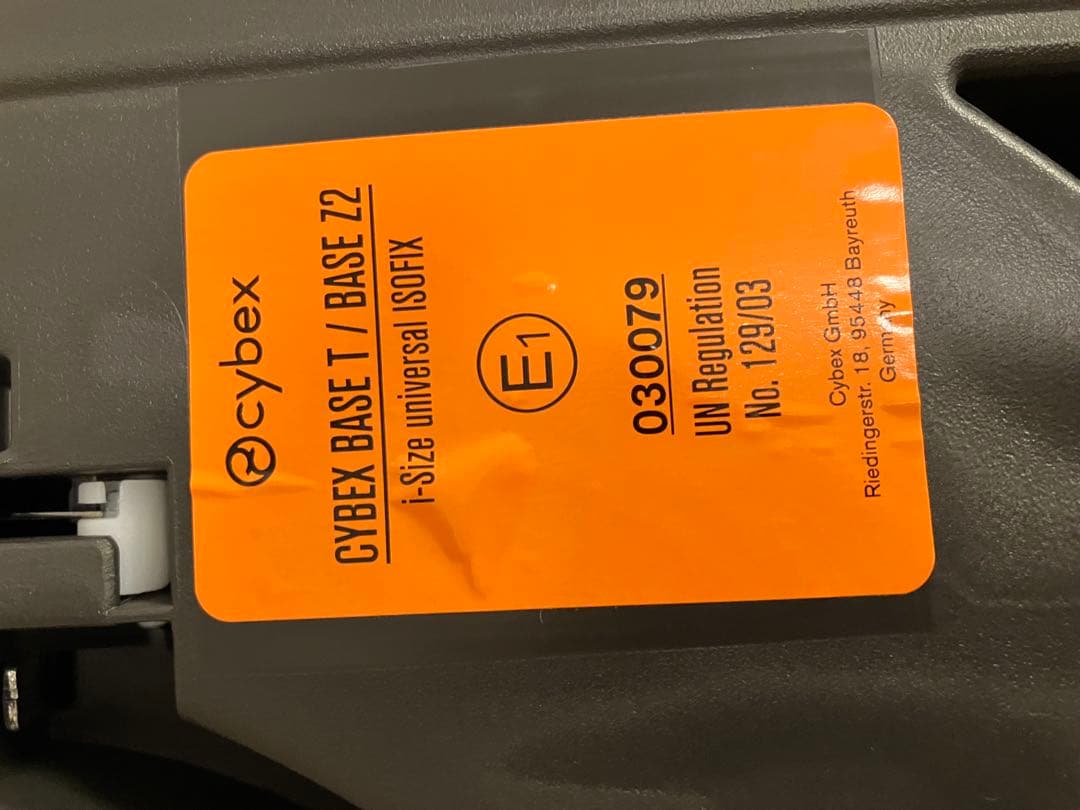 cybex
CYBEX BASE T / BASE Z2
i-Size universal ISOFIX
E1
030079
UN Regulation
No. 129/03
Cybex GmbH
Riedingerstr. 18, 95448 Bayreuth
Germany